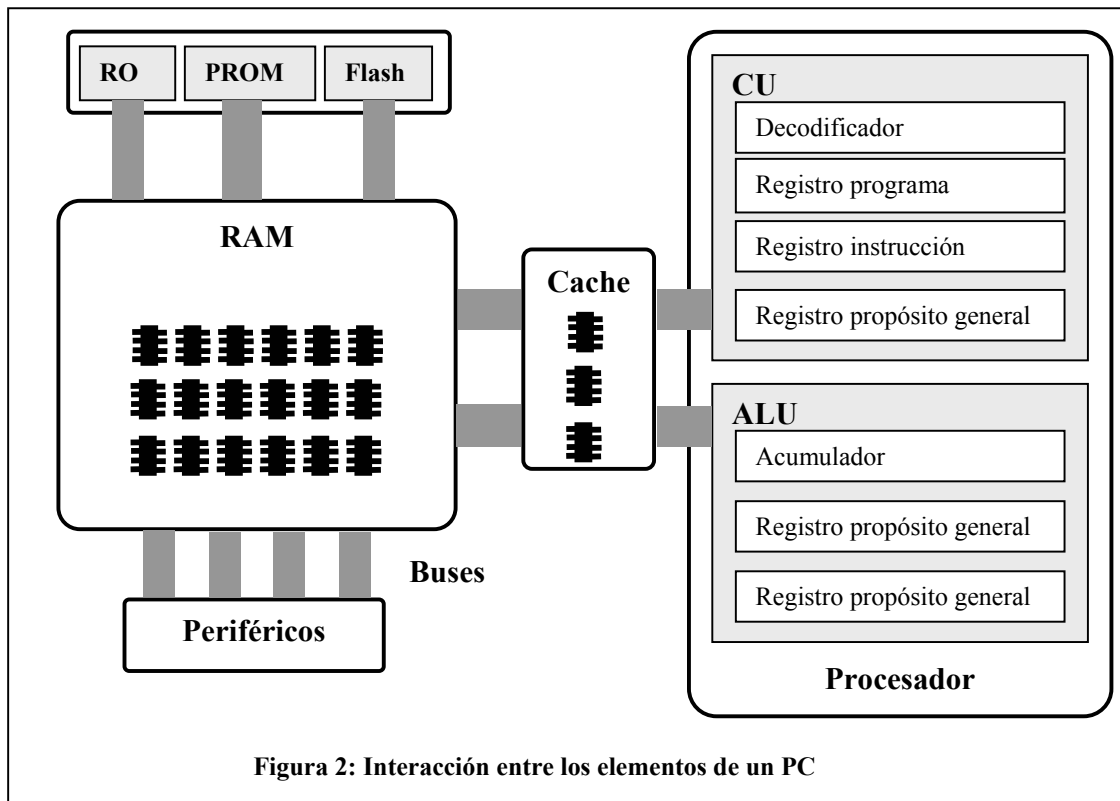 RO PROM Flash
RAM
Cache
CU
Decodificador
Registro programa
Registro instrucción
Registro propósito general
ALU
Acumulador
Registro propósito general
Registro propósito general
Procesador
Buses
Periféricos
Figura 2: Interacción entre los elementos de un PC